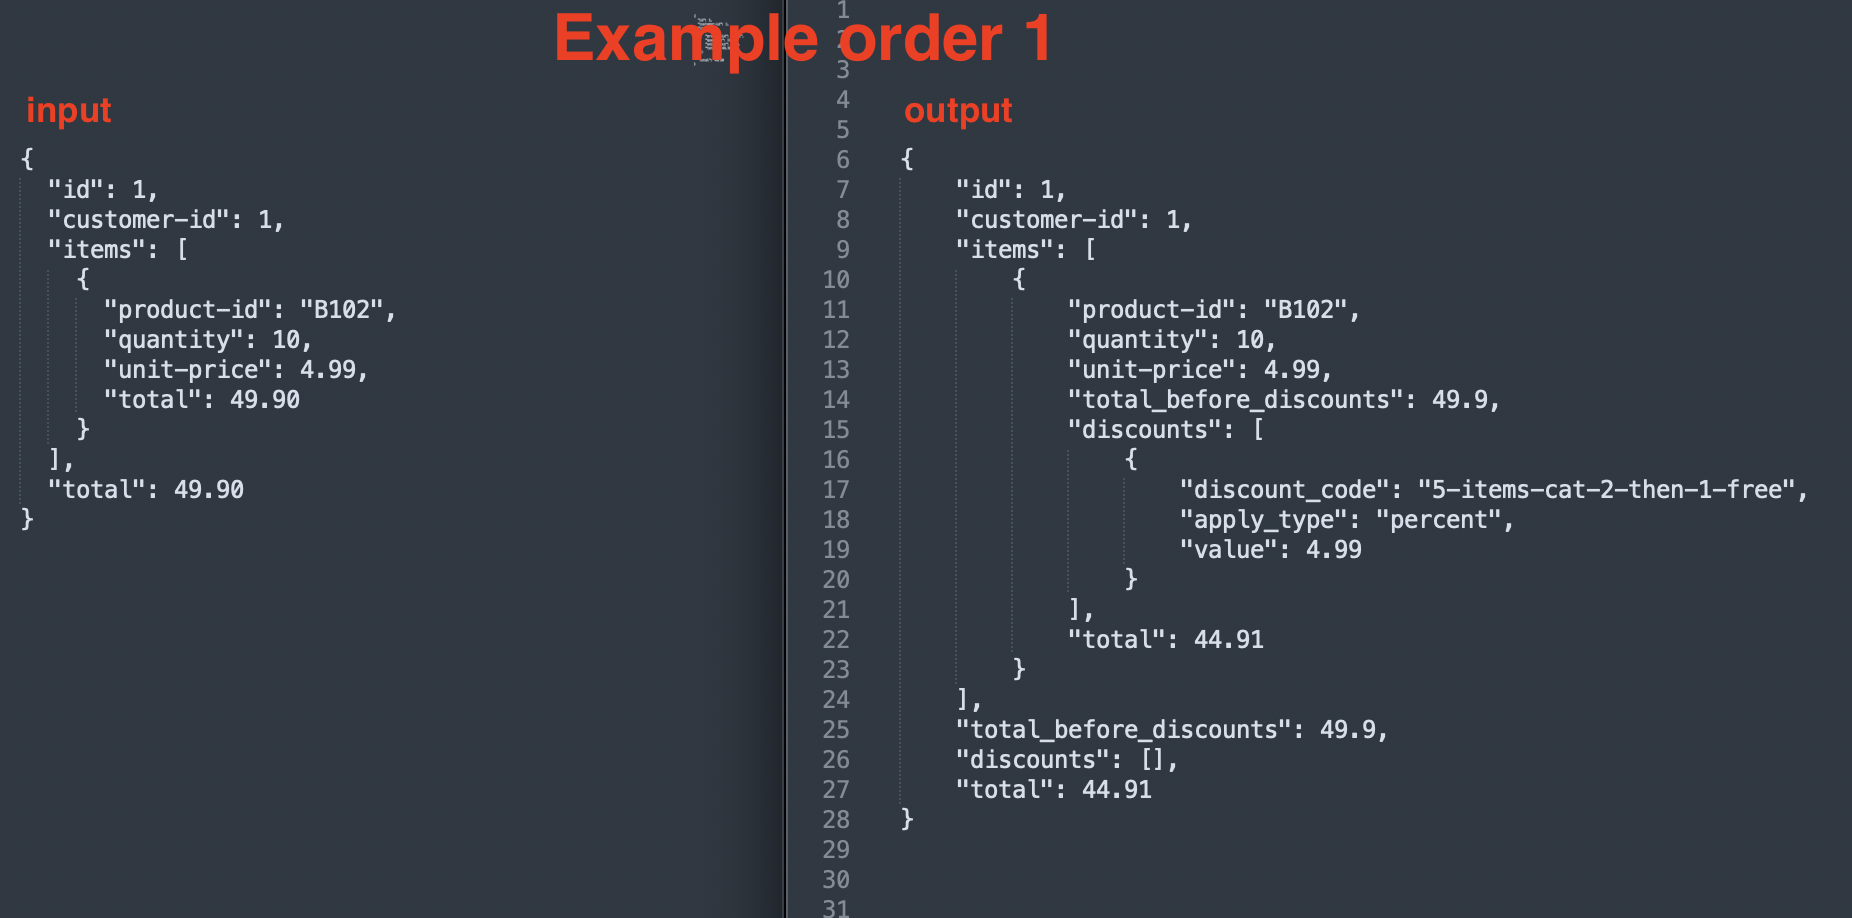 Example order 1
input
{
  "id": 1,
  "customer-id": 1,
  "items": [
    {
      "product-id": "B102",
      "quantity": 10,
      "unit-price": 4.99,
      "total": 49.90
    }
  ],
  "total": 49.90
}
output
1
3
4
5
6 {
7     "id": 1,
8     "customer-id": 1,
9     "items": [
10         {
11             "product-id": "B102",
12             "quantity": 10,
13             "unit-price": 4.99,
14             "total_before_discounts": 49.9,
15             "discounts": [
16                 {
17                     "discount_code": "5-items-cat-2-then-1-free",
18                     "apply_type": "percent",
19                     "value": 4.99
20                 }
21             ],
22             "total": 44.91
23         }
24     ],
25     "total_before_discounts": 49.9,
26     "discounts": [],
27     "total": 44.91
28 }
29
30
31